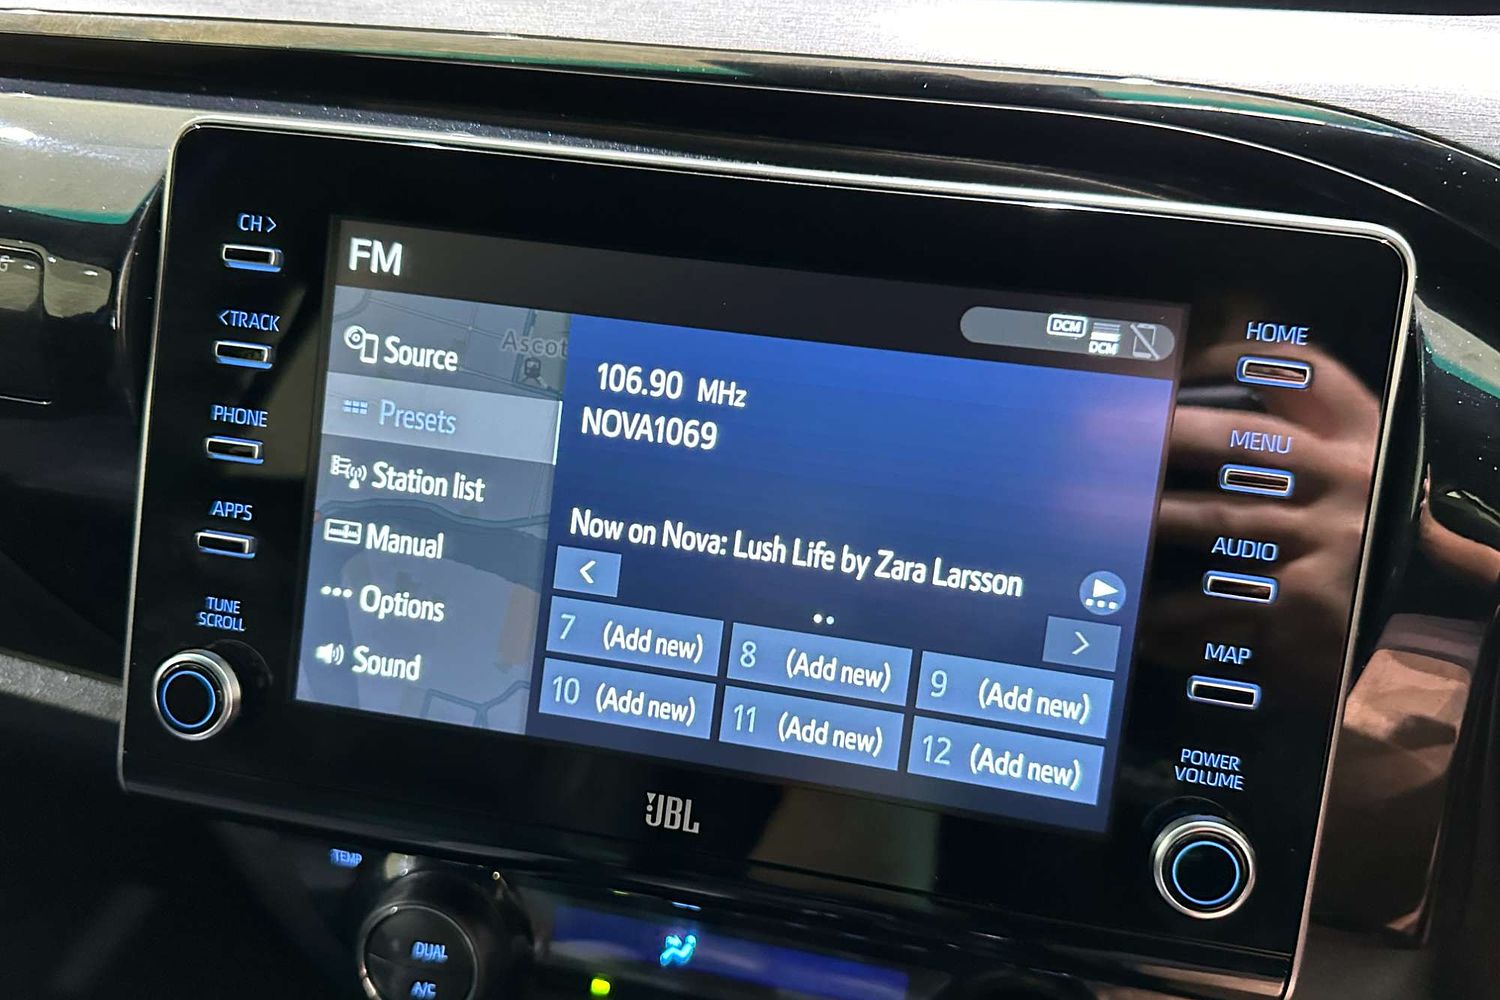 CH>
<TRACK
PHONE
APPS
TUNE
SCROLL
FM
DCM
DCM
Source
Presets
Station list
Manual
Options
Sound
106.90 MHz
NOVA1069
Now on Nova: Lush Life by Zara Larsson
<
>
7 (Add new)
8 (Add new)
9 (Add new)
10 (Add new)
11 (Add new)
12 (Add new)
HOME
MENU
AUDIO
MAP
POWER
VOLUME
JBL
TEMP
DUAL
A/C